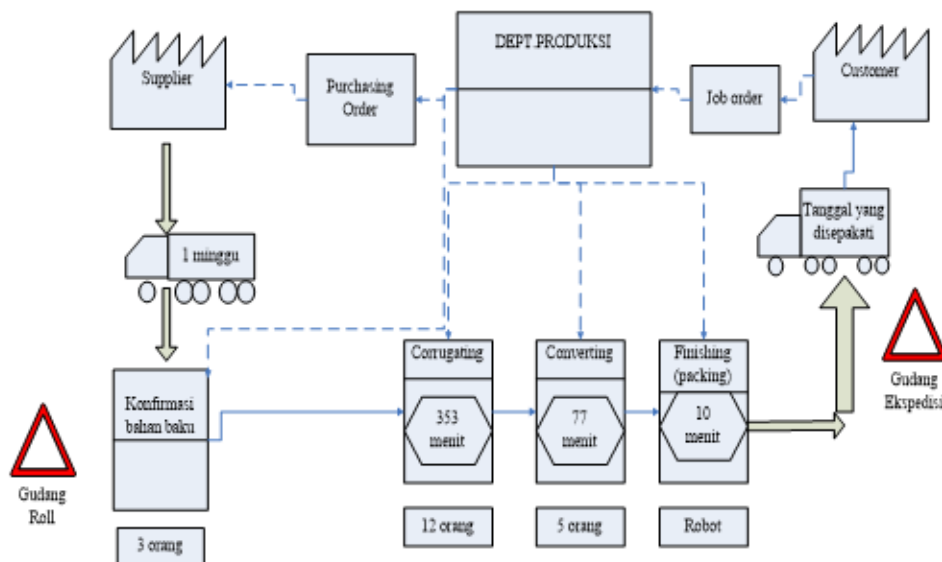 DEPT.PRODUKSI
Supplier
Purchasing
Order
Job order
Customer
1 minggu
Tanggal yang
disepakati
Konfirmasi
bahan baku
Corrugating
353
menit
Converting
77
menit
Finishing
(packing)
10
menit
Gudang
Roll
Gudang
Ekspedisi
3 orang
12 orang
5 orang
Robot